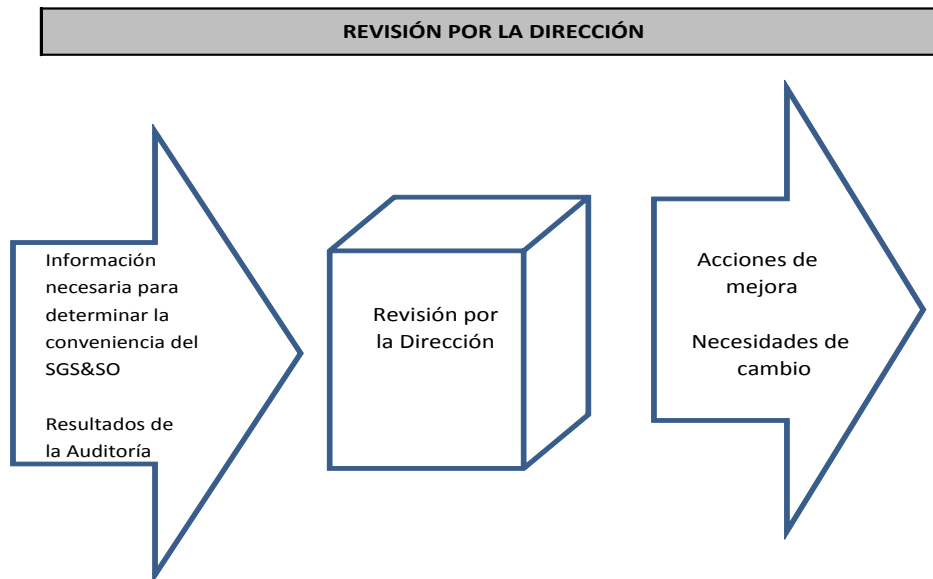 REVISIÓN POR LA DIRECCIÓN
Información
necesaria para
determinar la
conveniencia del
SGS&SO
Resultados de
la Auditoría
Revisión por
la Dirección
Acciones de
mejora
Necesidades de
cambio